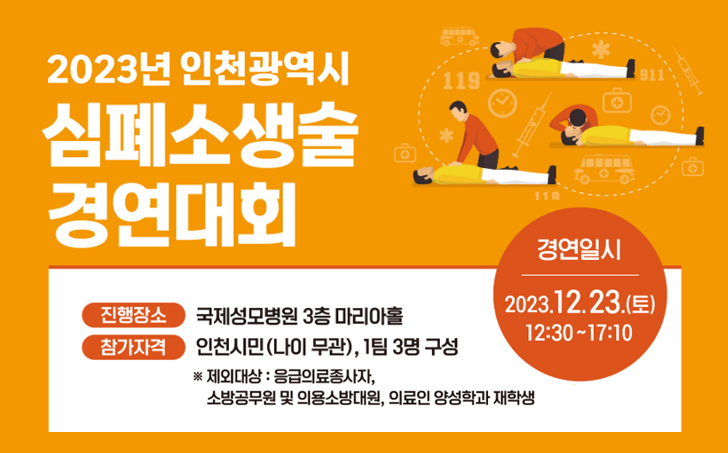 2023년 인천광역시
심폐소생술
경연대회
119
911
119
경연일시
2023.12.23.(토)
12:30~17:10
진행장소 국제성모병원 3층 마리아홀
참가자격 인천시민(나이 무관), 1팀 3명 구성
※ 제외대상 : 응급의료종사자,
소방공무원 및 의용소방대원, 의료인 양성학과 재학생